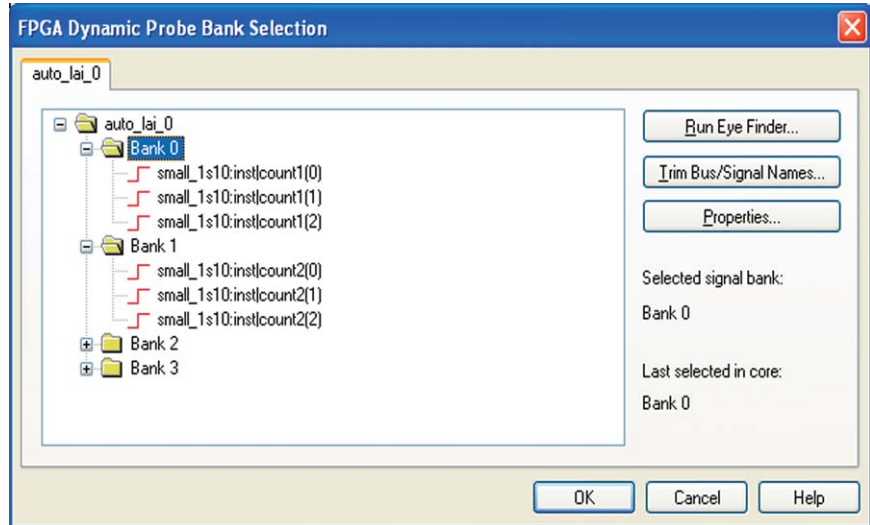 FPGA Dynamic Probe Bank Selection
auto_lai_0
auto_lai_0
Bank 0
small_1s10:inst|count1(0)
small_1s10:inst|count1(1)
small_1s10:inst|count1(2)
Bank 1
small_1s10:inst|count2(0)
small_1s10:inst|count2(1)
small_1s10:inst|count2(2)
Bank 2
Bank 3
Run Eye Finder...
Trim Bus/Signal Names...
Properties...
Selected signal bank:
Bank 0
Last selected in core:
Bank 0
OK
Cancel
Help